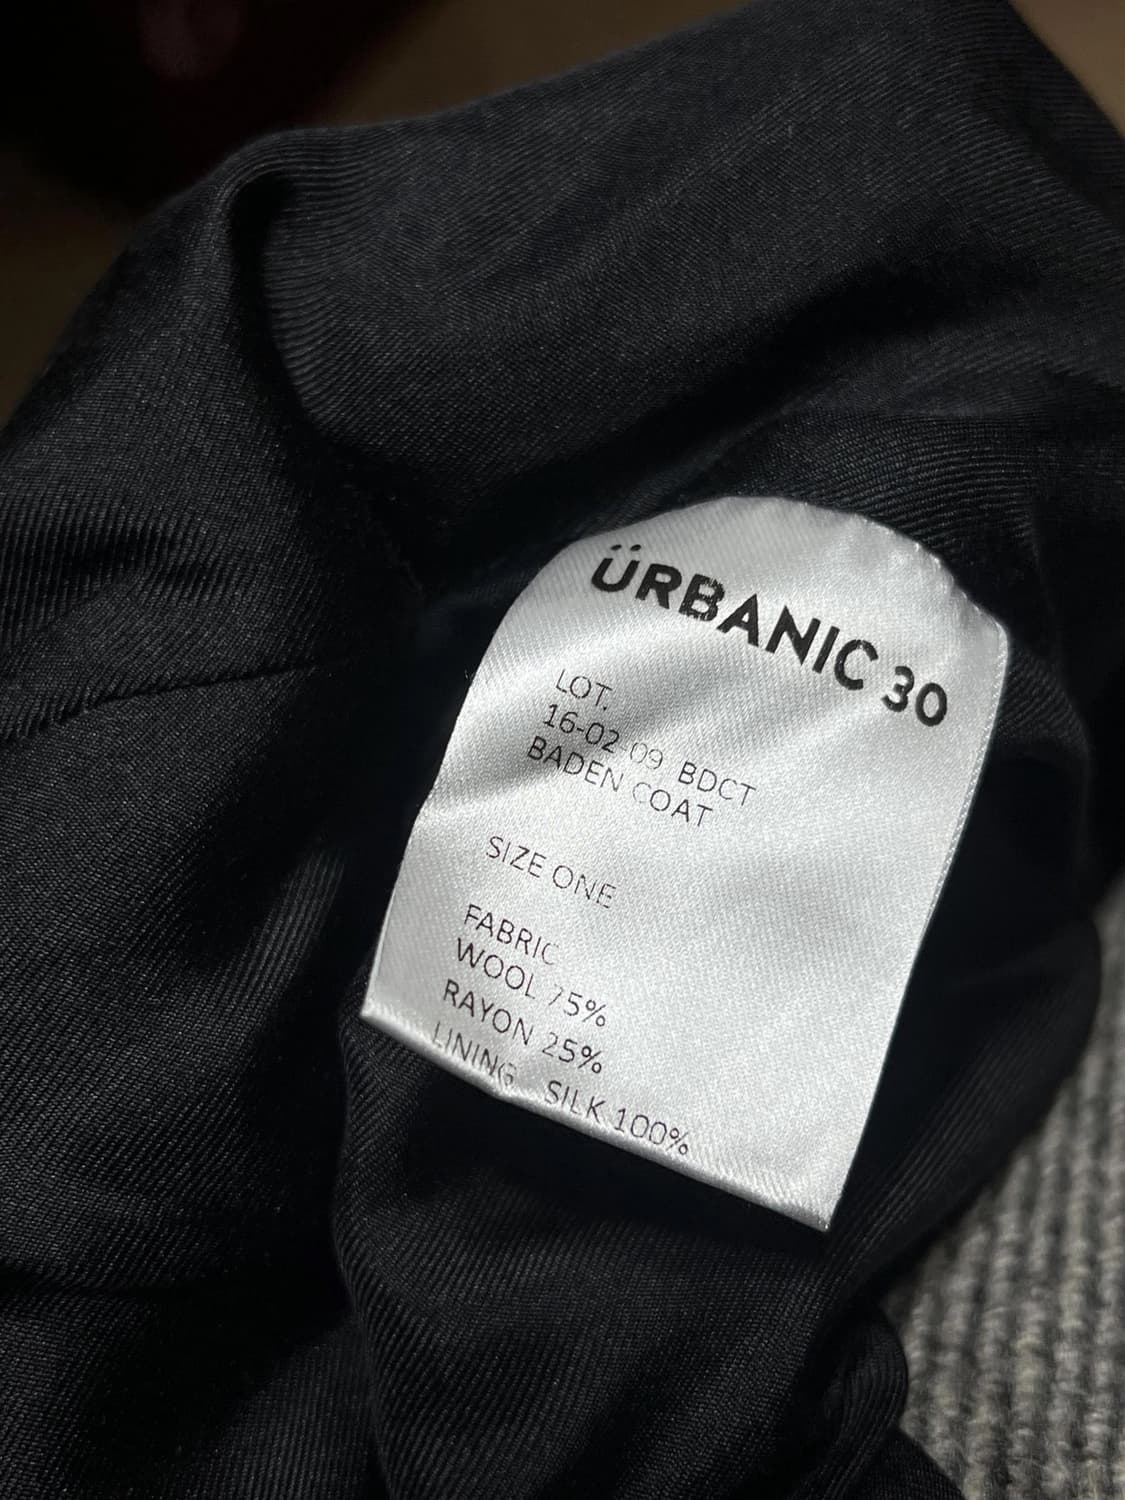 ÜRBANIC 30
LOT.
16-02-09 BDCT
BADEN COAT
SIZE ONE
FABRIC
WOOL 75%
RAYON 25%
LINING SILK 100%